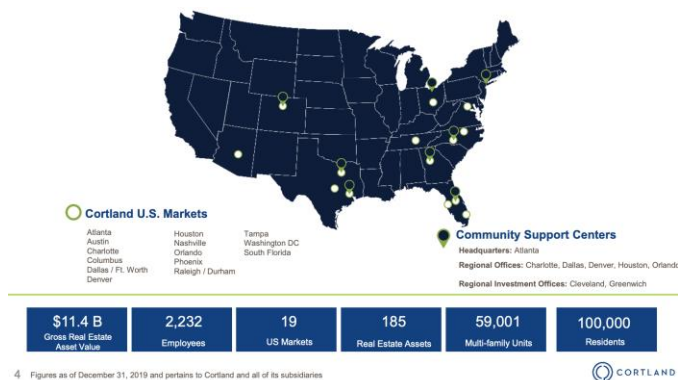 Cortland U.S. Markets
Atlanta
Austin
Charlotte
Columbus
Dallas / Ft. Worth
Denver
Houston
Nashville
Orlando
Phoenix
Raleigh / Durham
Tampa
Washington DC
South Florida
Community Support Centers
Headquarters: Atlanta
Regional Offices: Charlotte, Dallas, Denver, Houston, Orlando
Regional Investment Offices: Cleveland, Greenwich
$11.4 B
Gross Real Estate
Asset Value
2,232
Employees
19
US Markets
185
Real Estate Assets
59,001
Multi-family Units
100,000
Residents
4 Figures as of December 31, 2019 and pertains to Cortland and all of its subsidiaries
CORTLAND